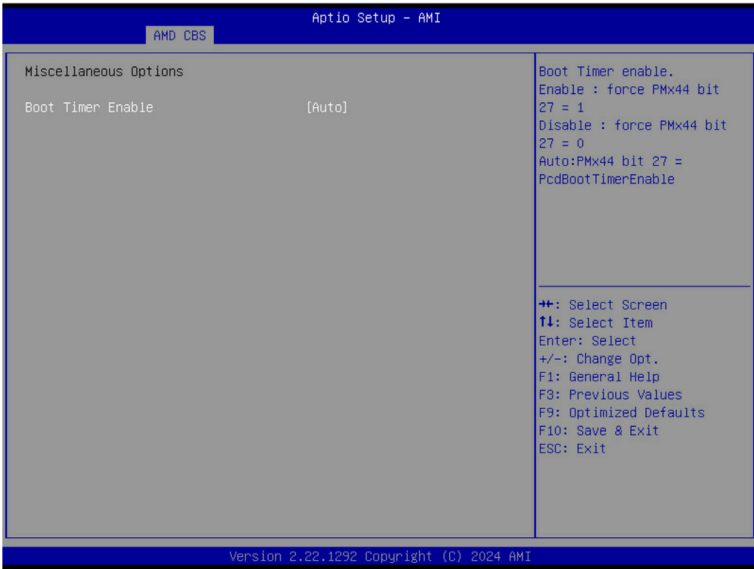 Aptio Setup – AMI
AMD CBS
Miscellaneous Options
Boot Timer Enable [Auto]
Boot Timer enable.
Enable : force PMx44 bit
27 = 1
Disable : force PMx44 bit
27 = 0
Auto:PMx44 bit 27 =
PcdBootTimerEnable
→←: Select Screen
↑↓: Select Item
Enter: Select
+/-: Change Opt.
F1: General Help
F3: Previous Values
F9: Optimized Defaults
F10: Save & Exit
ESC: Exit
Version 2.22.1292 Copyright (C) 2024 AMI